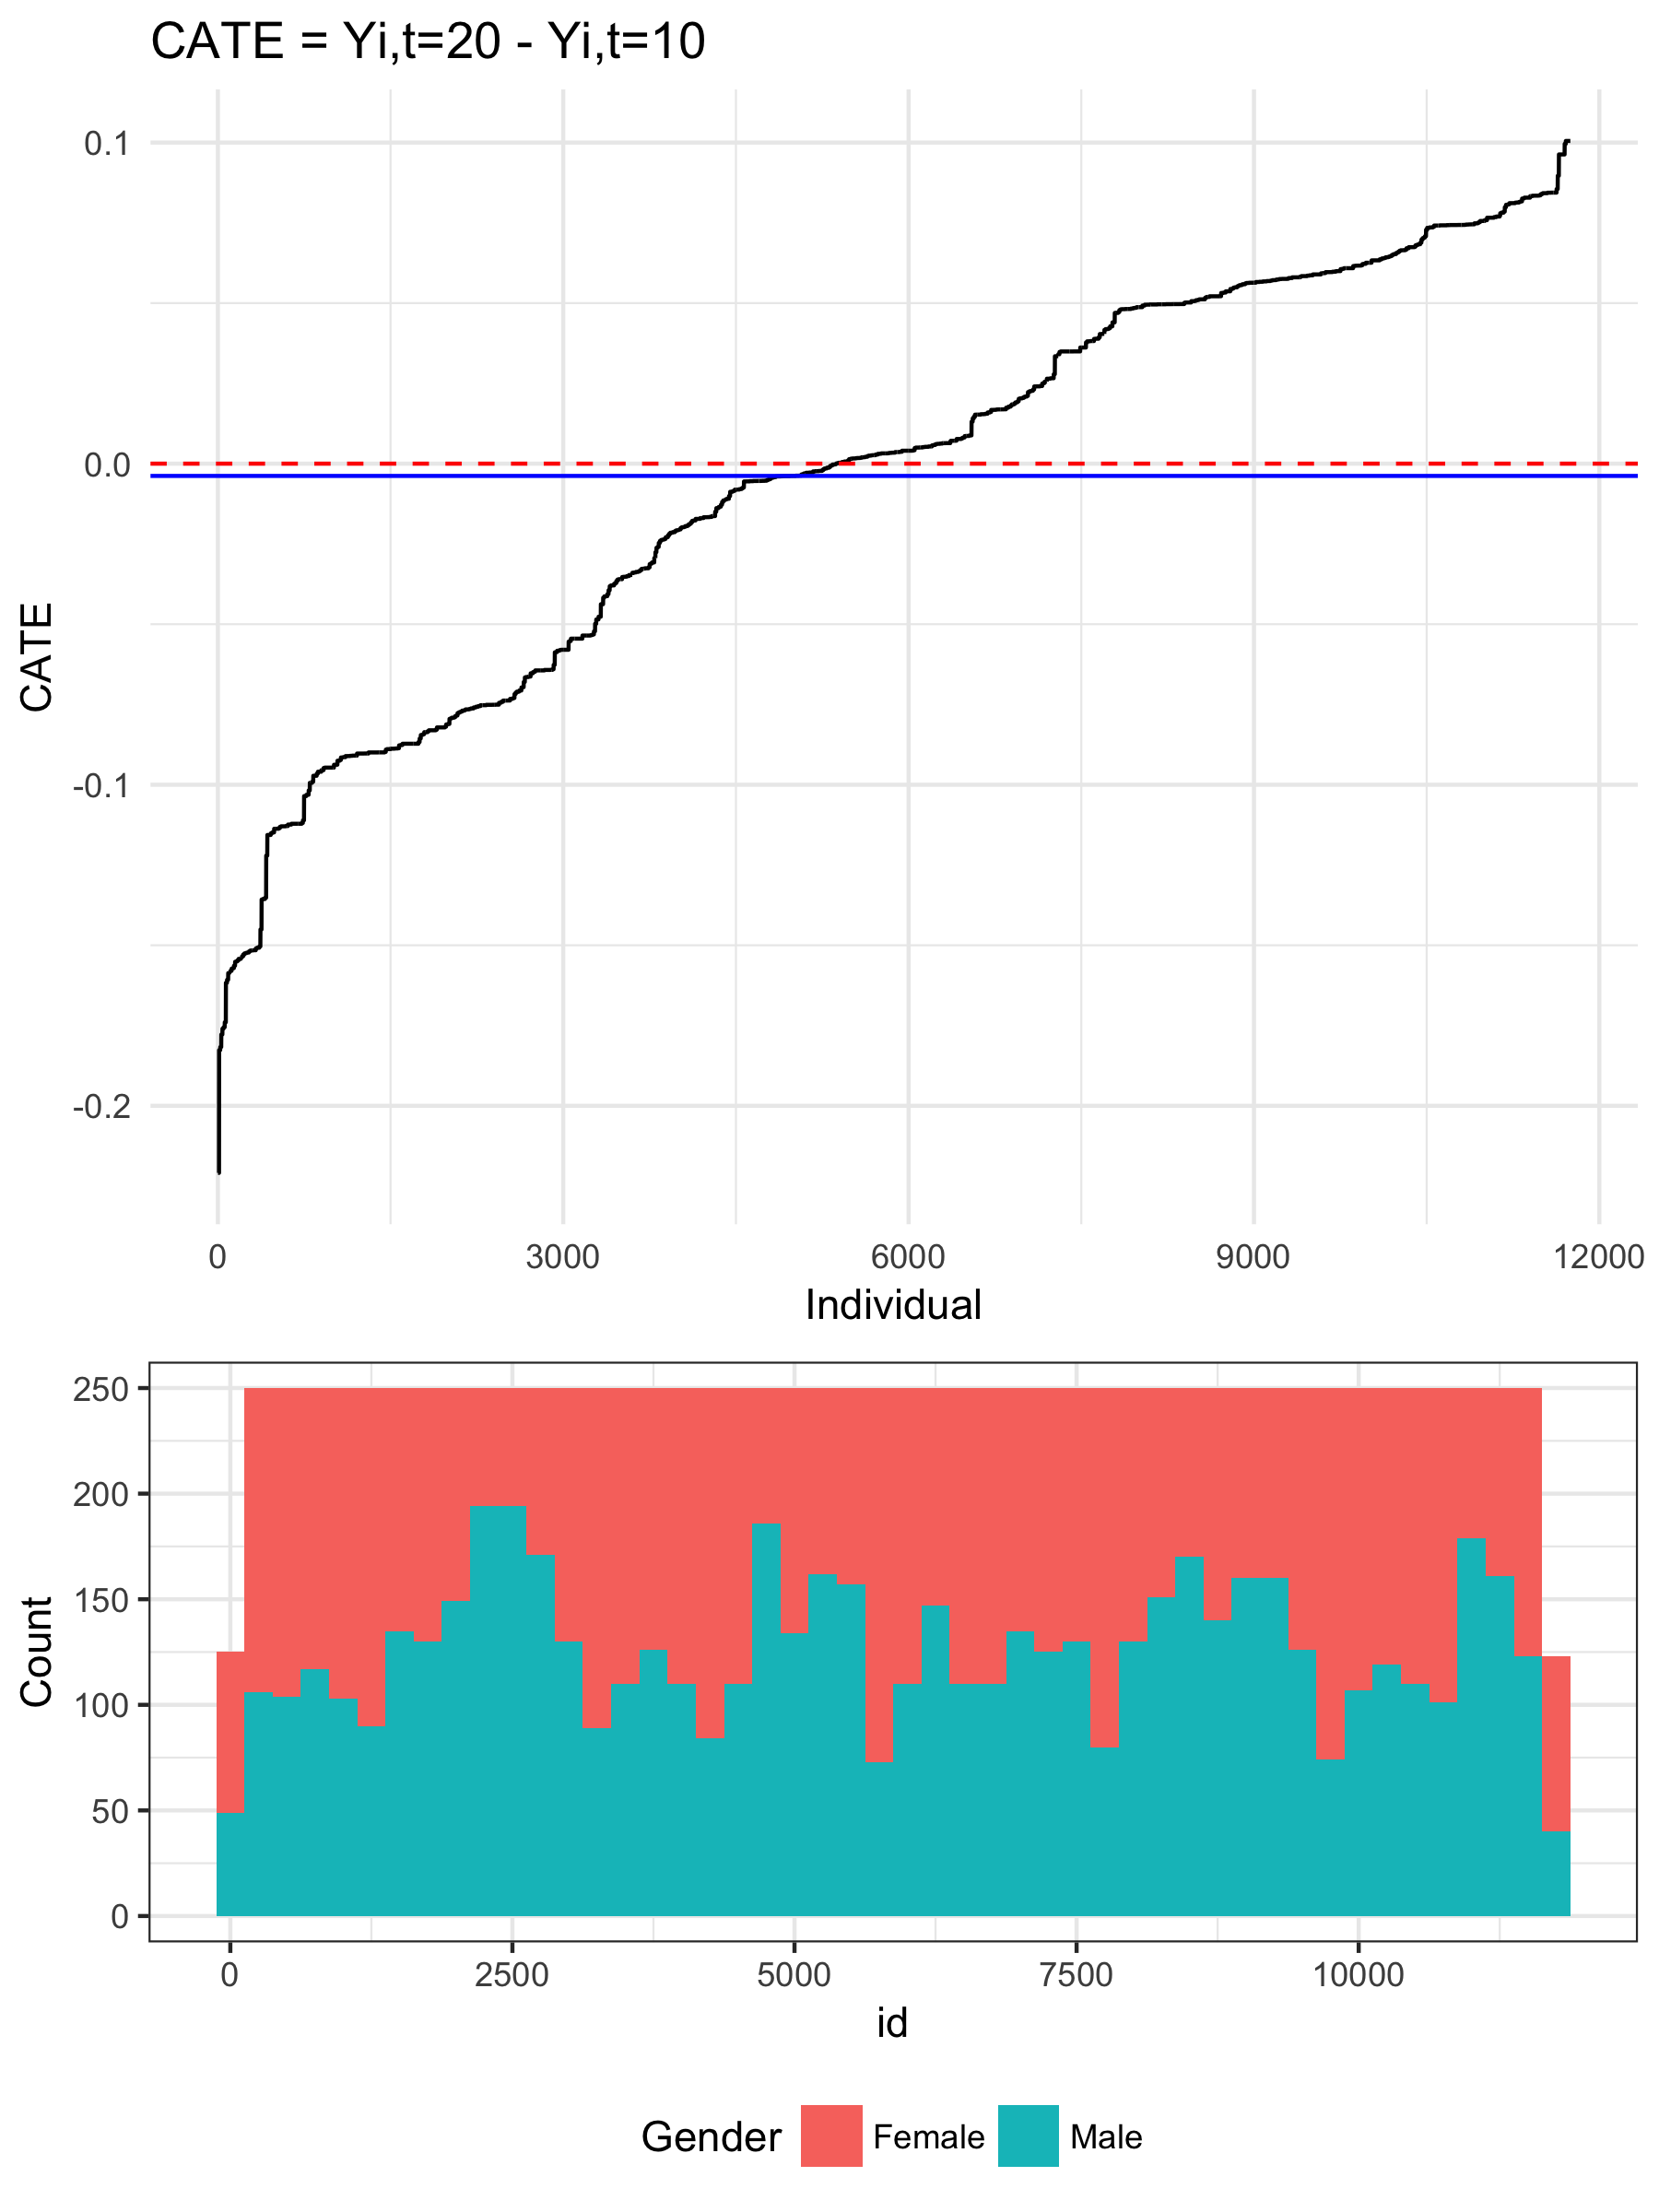 CATE = Yi,t=20 - Yi,t=10
0.1
0.0
-0.1
-0.2
CATE
0 3000 6000 9000 12000
Individual
250
200
150
100
50
0
Count
0 2500 5000 7500 10000
id
Gender Female Male